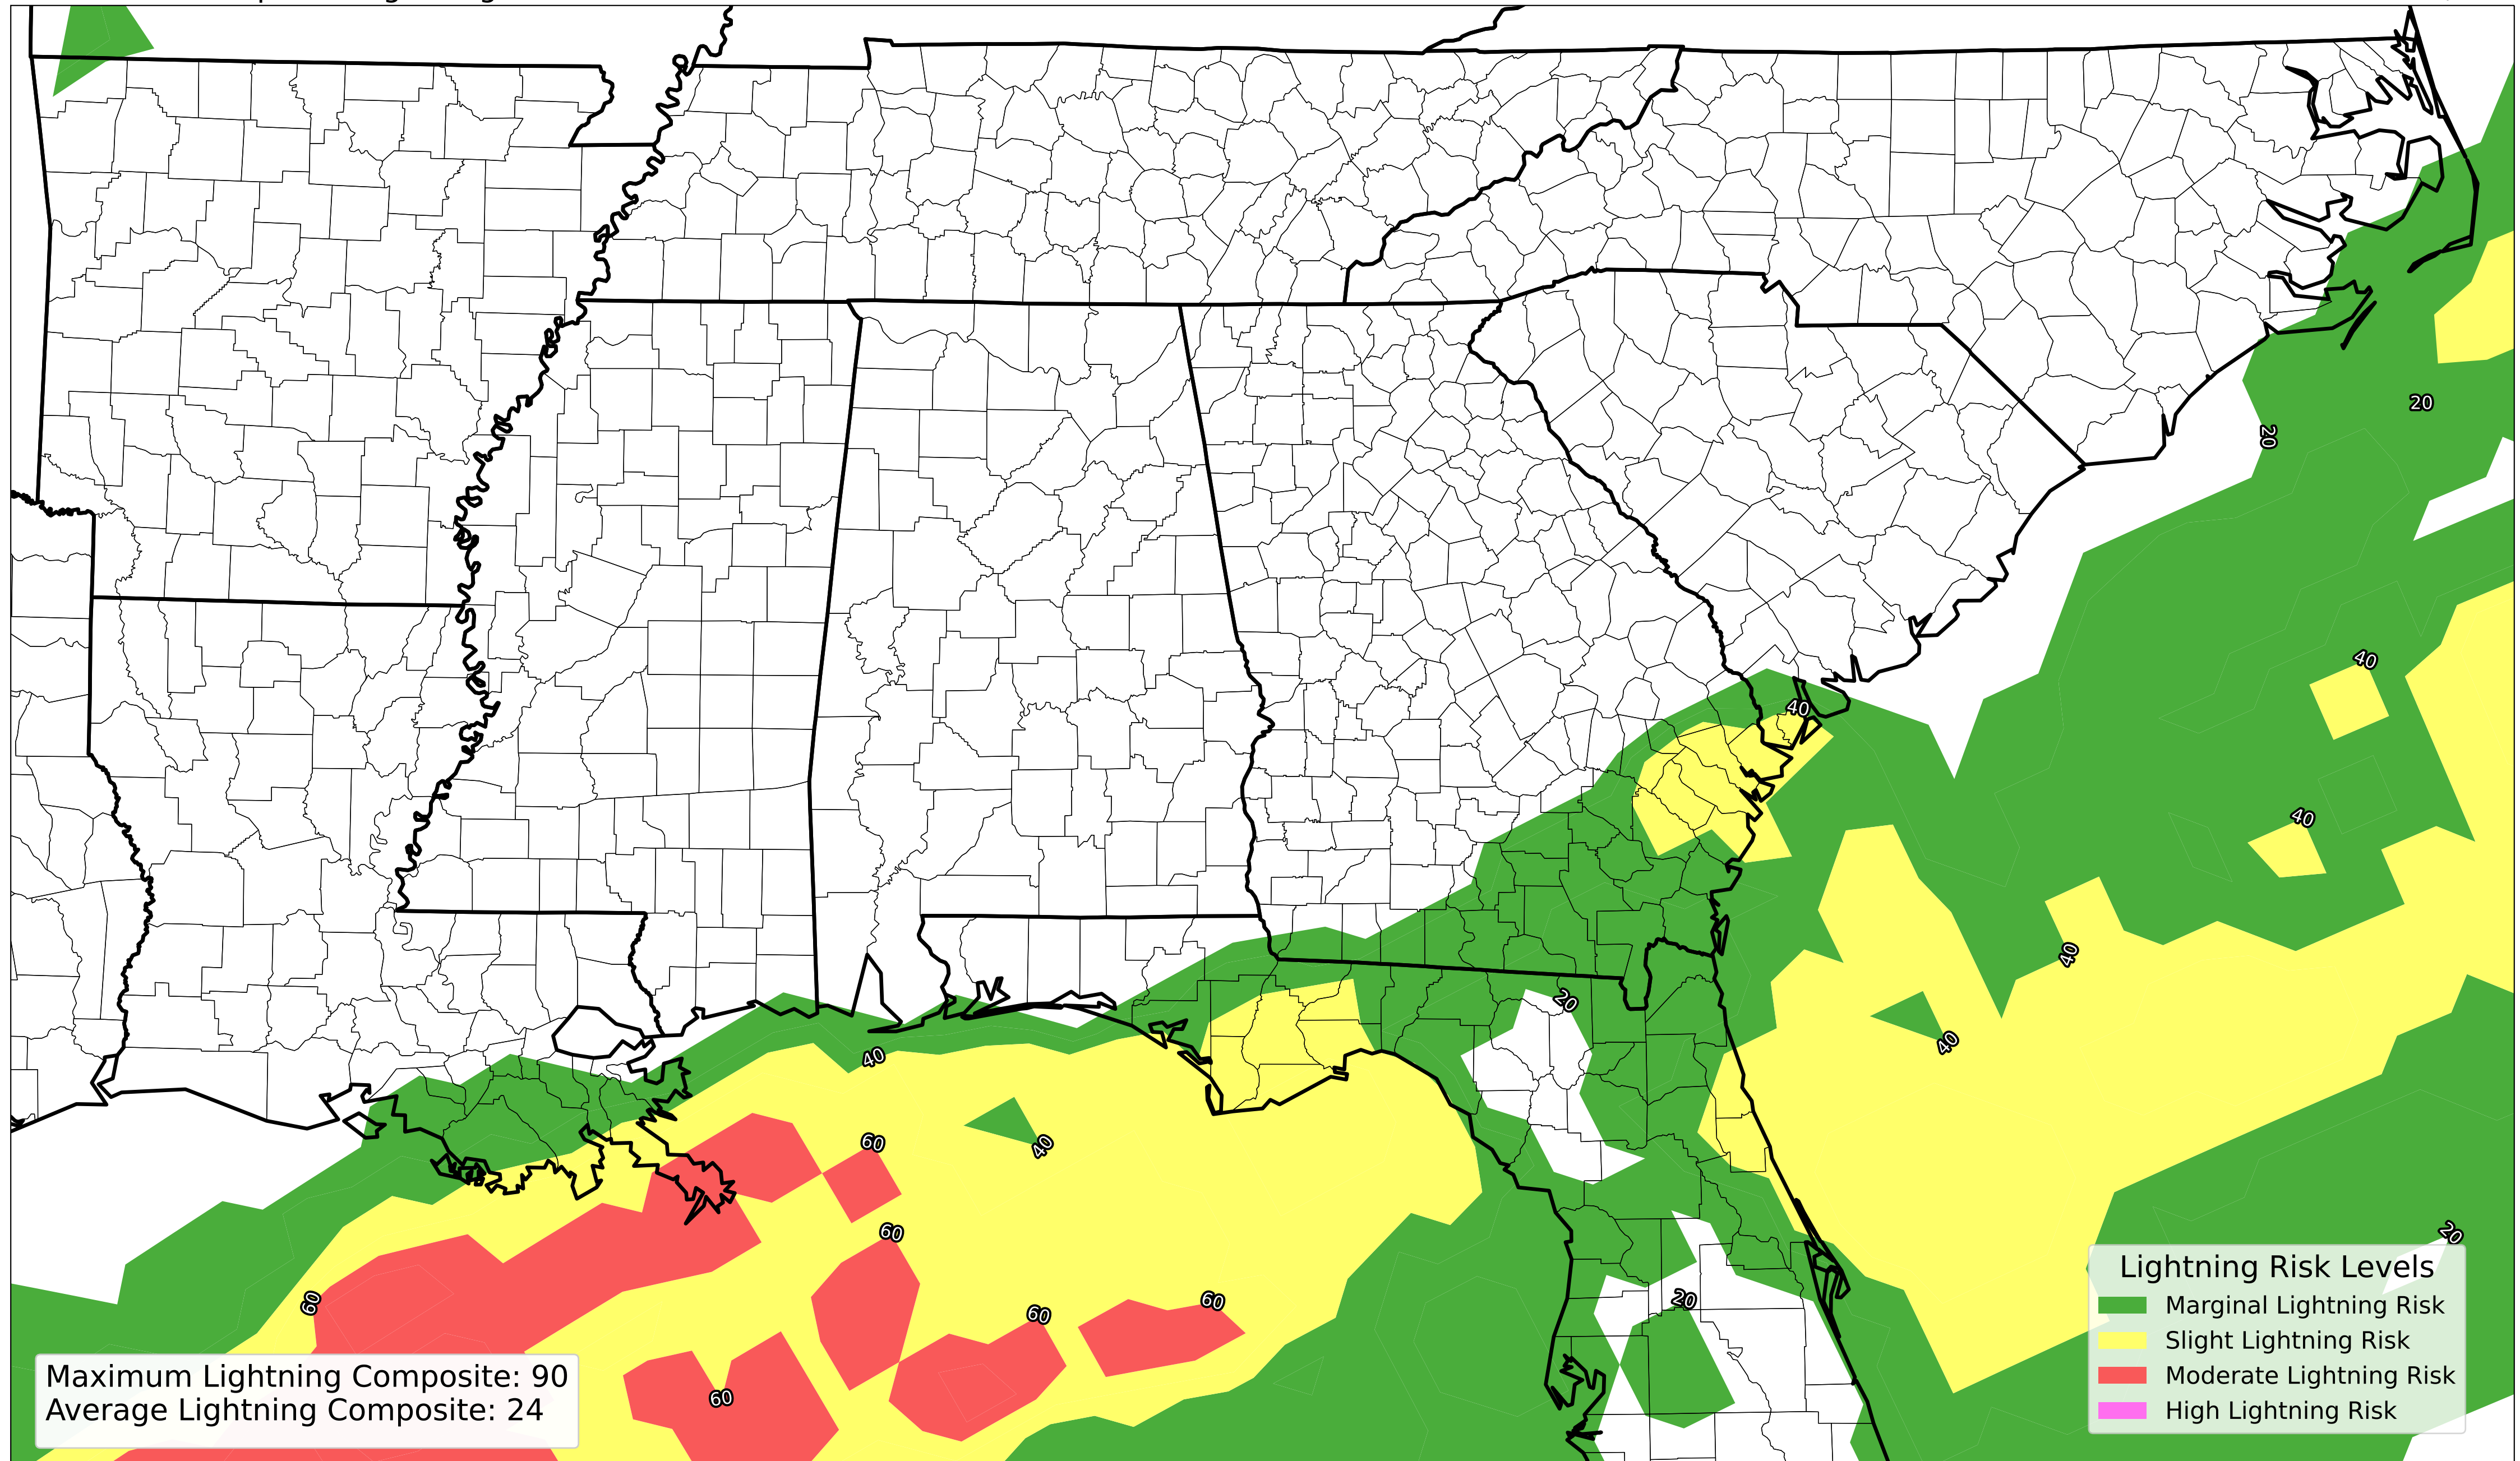 20
20
40
40
40
40
20
40
40
60
40
60
20
60
20
60
60
60
Lightning Risk Levels
Marginal Lightning Risk
Slight Lightning Risk
Moderate Lightning Risk
High Lightning Risk
Maximum Lightning Composite: 90
Average Lightning Composite: 24